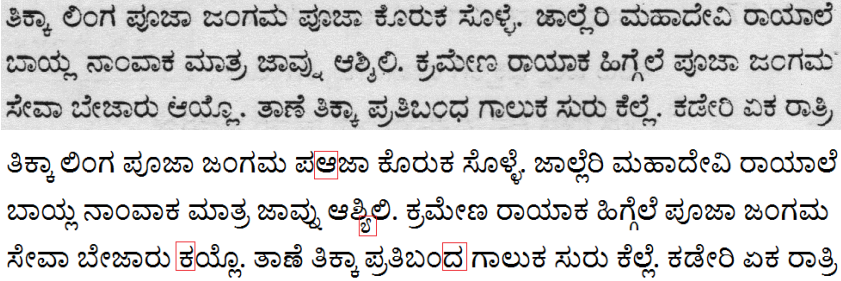 ತಿಕ್ಕಾ ಲಿಂಗ ಪೂಜಾ ಜಂಗಮ ಪೂಜಾ ಕೊರುಕ ಸೊಳ್ಳೆ. ಜಾಲ್ಲೆರಿ ಮಹಾದೇವಿ ರಾಯಾಲೆ
ಬಾಯ್ಲ ನಾಂವಾಕ ಮಾತ್ರ ಜಾವ್ನು ಆಶ್ಶಿಲಿ. ಕ್ರಮೇಣ ರಾಯಾಕ ಹಿಗ್ಗೆಲೆ ಪೂಜಾ ಜಂಗಮ
ಸೇವಾ ಬೇಜಾರು ಆಯ್ಲೊ. ತಾಣೆ ತಿಕ್ಕಾ ಪ್ರತಿಬಂಧ ಗಾಲುಕ ಸುರು ಕೆಲ್ಲೆ. ಕಡೇರಿ ಏಕ ರಾತ್ರಿ
ತಿಕ್ಕಾ ಲಿಂಗ ಪೂಜಾ ಜಂಗಮ ಪಆಜಾ ಕೊರುಕ ಸೊಳ್ಳೆ. ಜಾಲ್ಲೆರಿ ಮಹಾದೇವಿ ರಾಯಾಲೆ
ಬಾಯ್ಲ ನಾಂವಾಕ ಮಾತ್ರ ಜಾವ್ನು ಆಶ್ಯಿಲಿ. ಕ್ರಮೇಣ ರಾಯಾಕ ಹಿಗ್ಗೆಲೆ ಪೂಜಾ ಜಂಗಮ
ಸೇವಾ ಬೇಜಾರು ಕಯ್ಲೊ. ತಾಣೆ ತಿಕ್ಕಾ ಪ್ರತಿಬಂದ ಗಾಲುಕ ಸುರು ಕೆಲ್ಲೆ. ಕಡೇರಿ ಏಕ ರಾತ್ರಿ